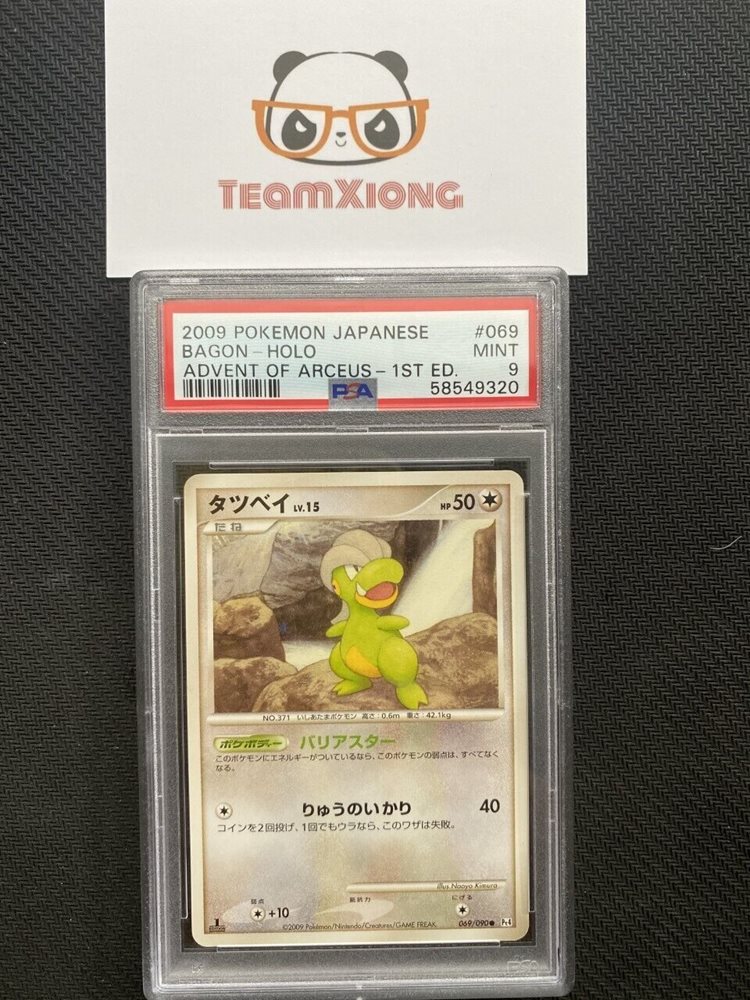 TEAMXIONG
2009 POKEMON JAPANESE #069
BAGON - HOLO MINT
ADVENT OF ARCEUS - 1ST ED. 9
PSA 58549320
タツベイ LV.15 HP 50
たね
NO.371 いしあたまポケモン 高さ:0.6m 重さ:42.1kg
ポケボディー バリアスター
このポケモンにエネルギーがついているなら、このポケモンの弱点は、すべてなく
なる。
りゅうのいかり 40
コインを2回投げ、1回でもウラなら、このワザは失敗。
Illus. Naoyo Kimura
弱点 抵抗力 にげる
+10
1 069/090 Pt4
©2009 Pokémon/Nintendo/Creatures/GAME FREAK.